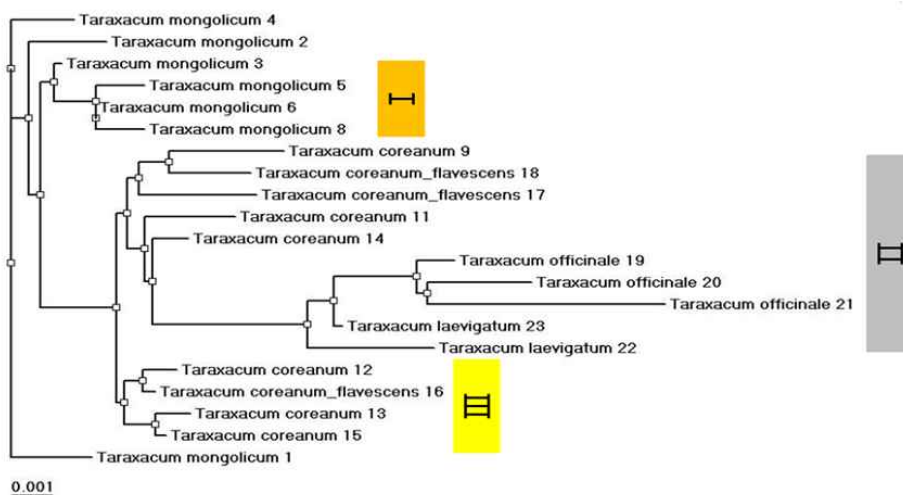 Taraxacum mongolicum 4
Taraxacum mongolicum 2
Taraxacum mongolicum 3
Taraxacum mongolicum 5
I
Taraxacum mongolicum 6
Taraxacum mongolicum 8
Taraxacum coreanum 9
Taraxacum coreanum_flavescens 18
Taraxacum coreanum_flavescens 17
Taraxacum coreanum 11
Taraxacum coreanum 14
II
Taraxacum officinale 19
Taraxacum officinale 20
Taraxacum officinale 21
Taraxacum laevigatum 23
Taraxacum laevigatum 22
Taraxacum coreanum 12
Taraxacum coreanum_flavescens 16
III
Taraxacum coreanum 13
Taraxacum coreanum 15
Taraxacum mongolicum 1
0.001